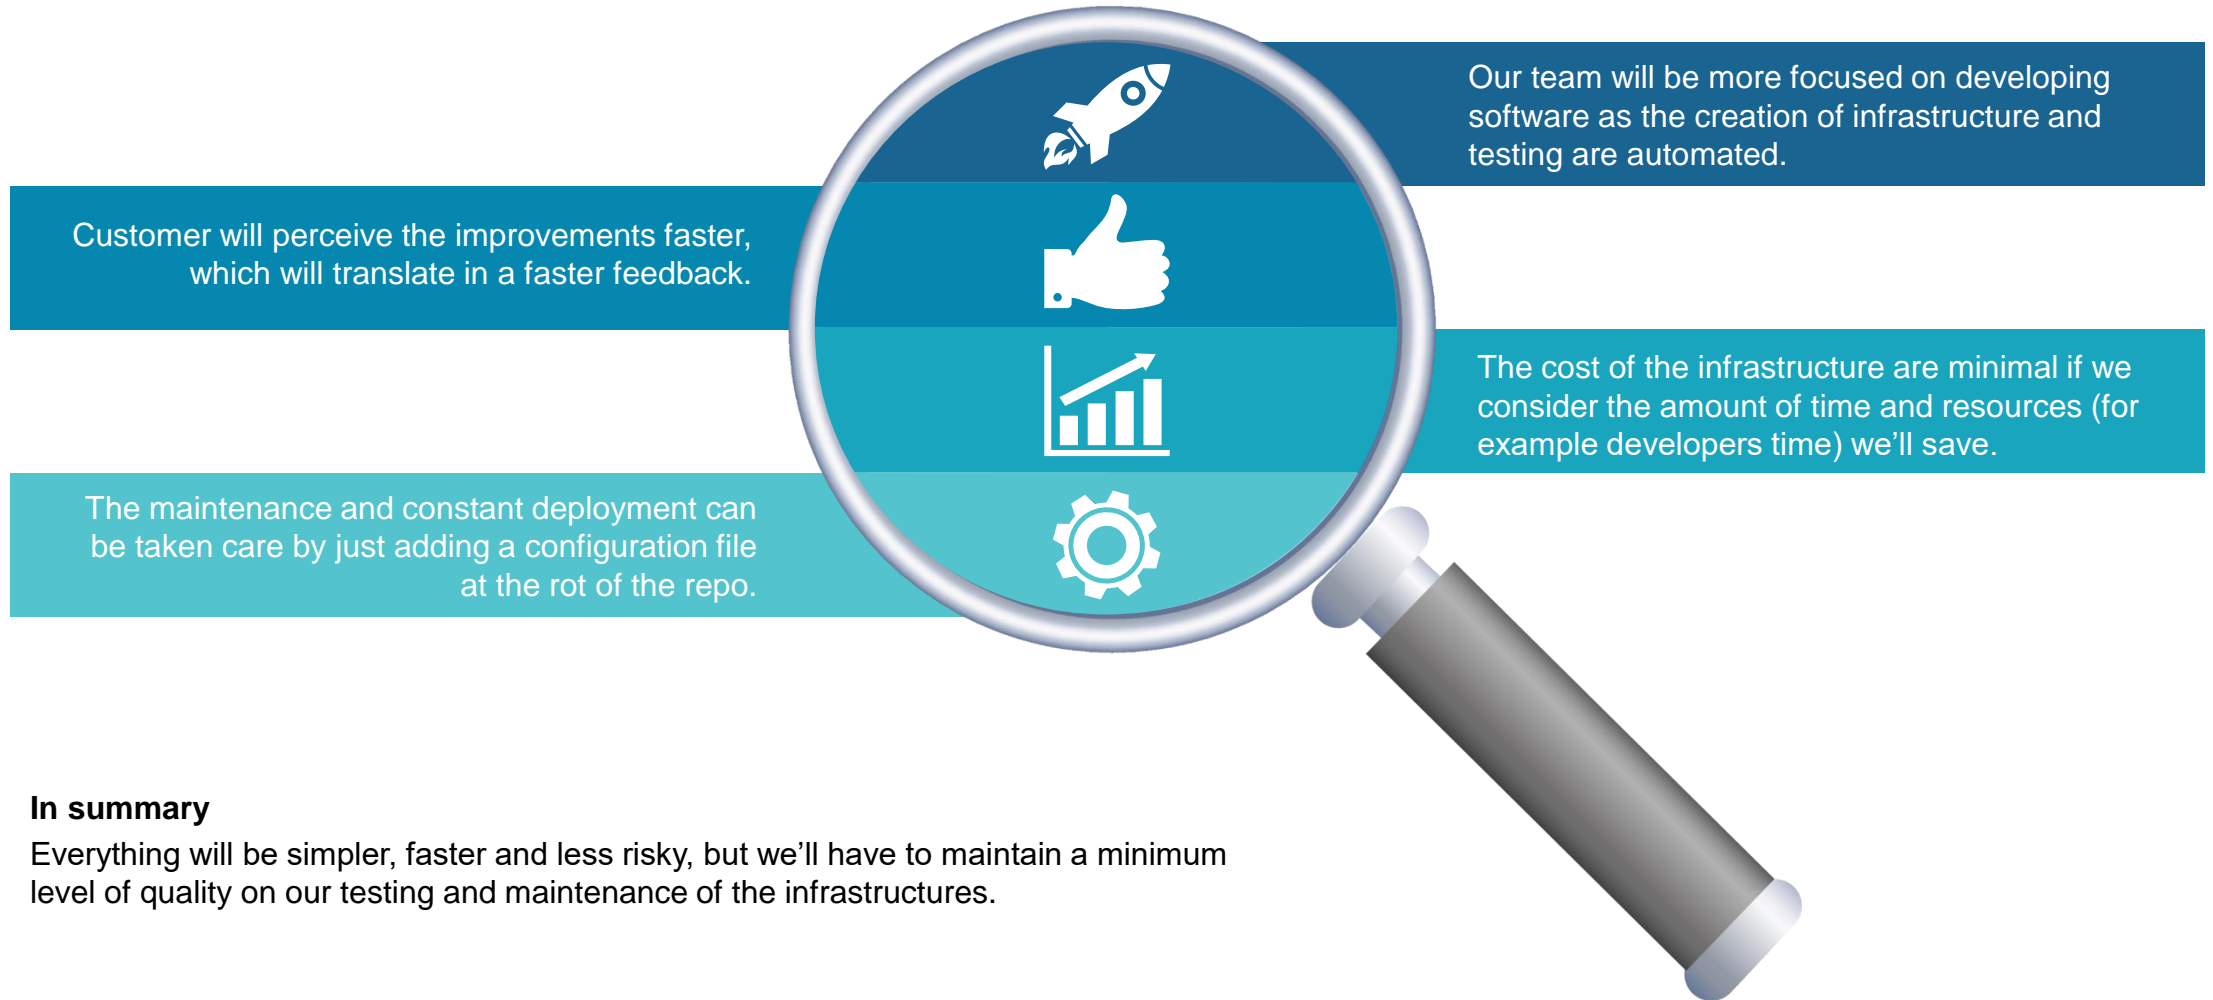 Our team will be more focused on developing
software as the creation of infrastructure and
testing are automated.
Customer will perceive the improvements faster,
which will translate in a faster feedback.
The cost of the infrastructure are minimal if we
consider the amount of time and resources (for
example developers time) we’ll save.
The maintenance and constant deployment can
be taken care by just adding a configuration file
at the rot of the repo.
In summary
Everything will be simpler, faster and less risky, but we’ll have to maintain a minimum
level of quality on our testing and maintenance of the infrastructures.